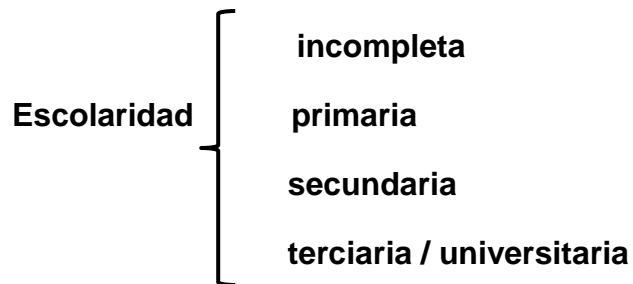 Escolaridad
incompleta
primaria
secundaria
terciaria / universitaria